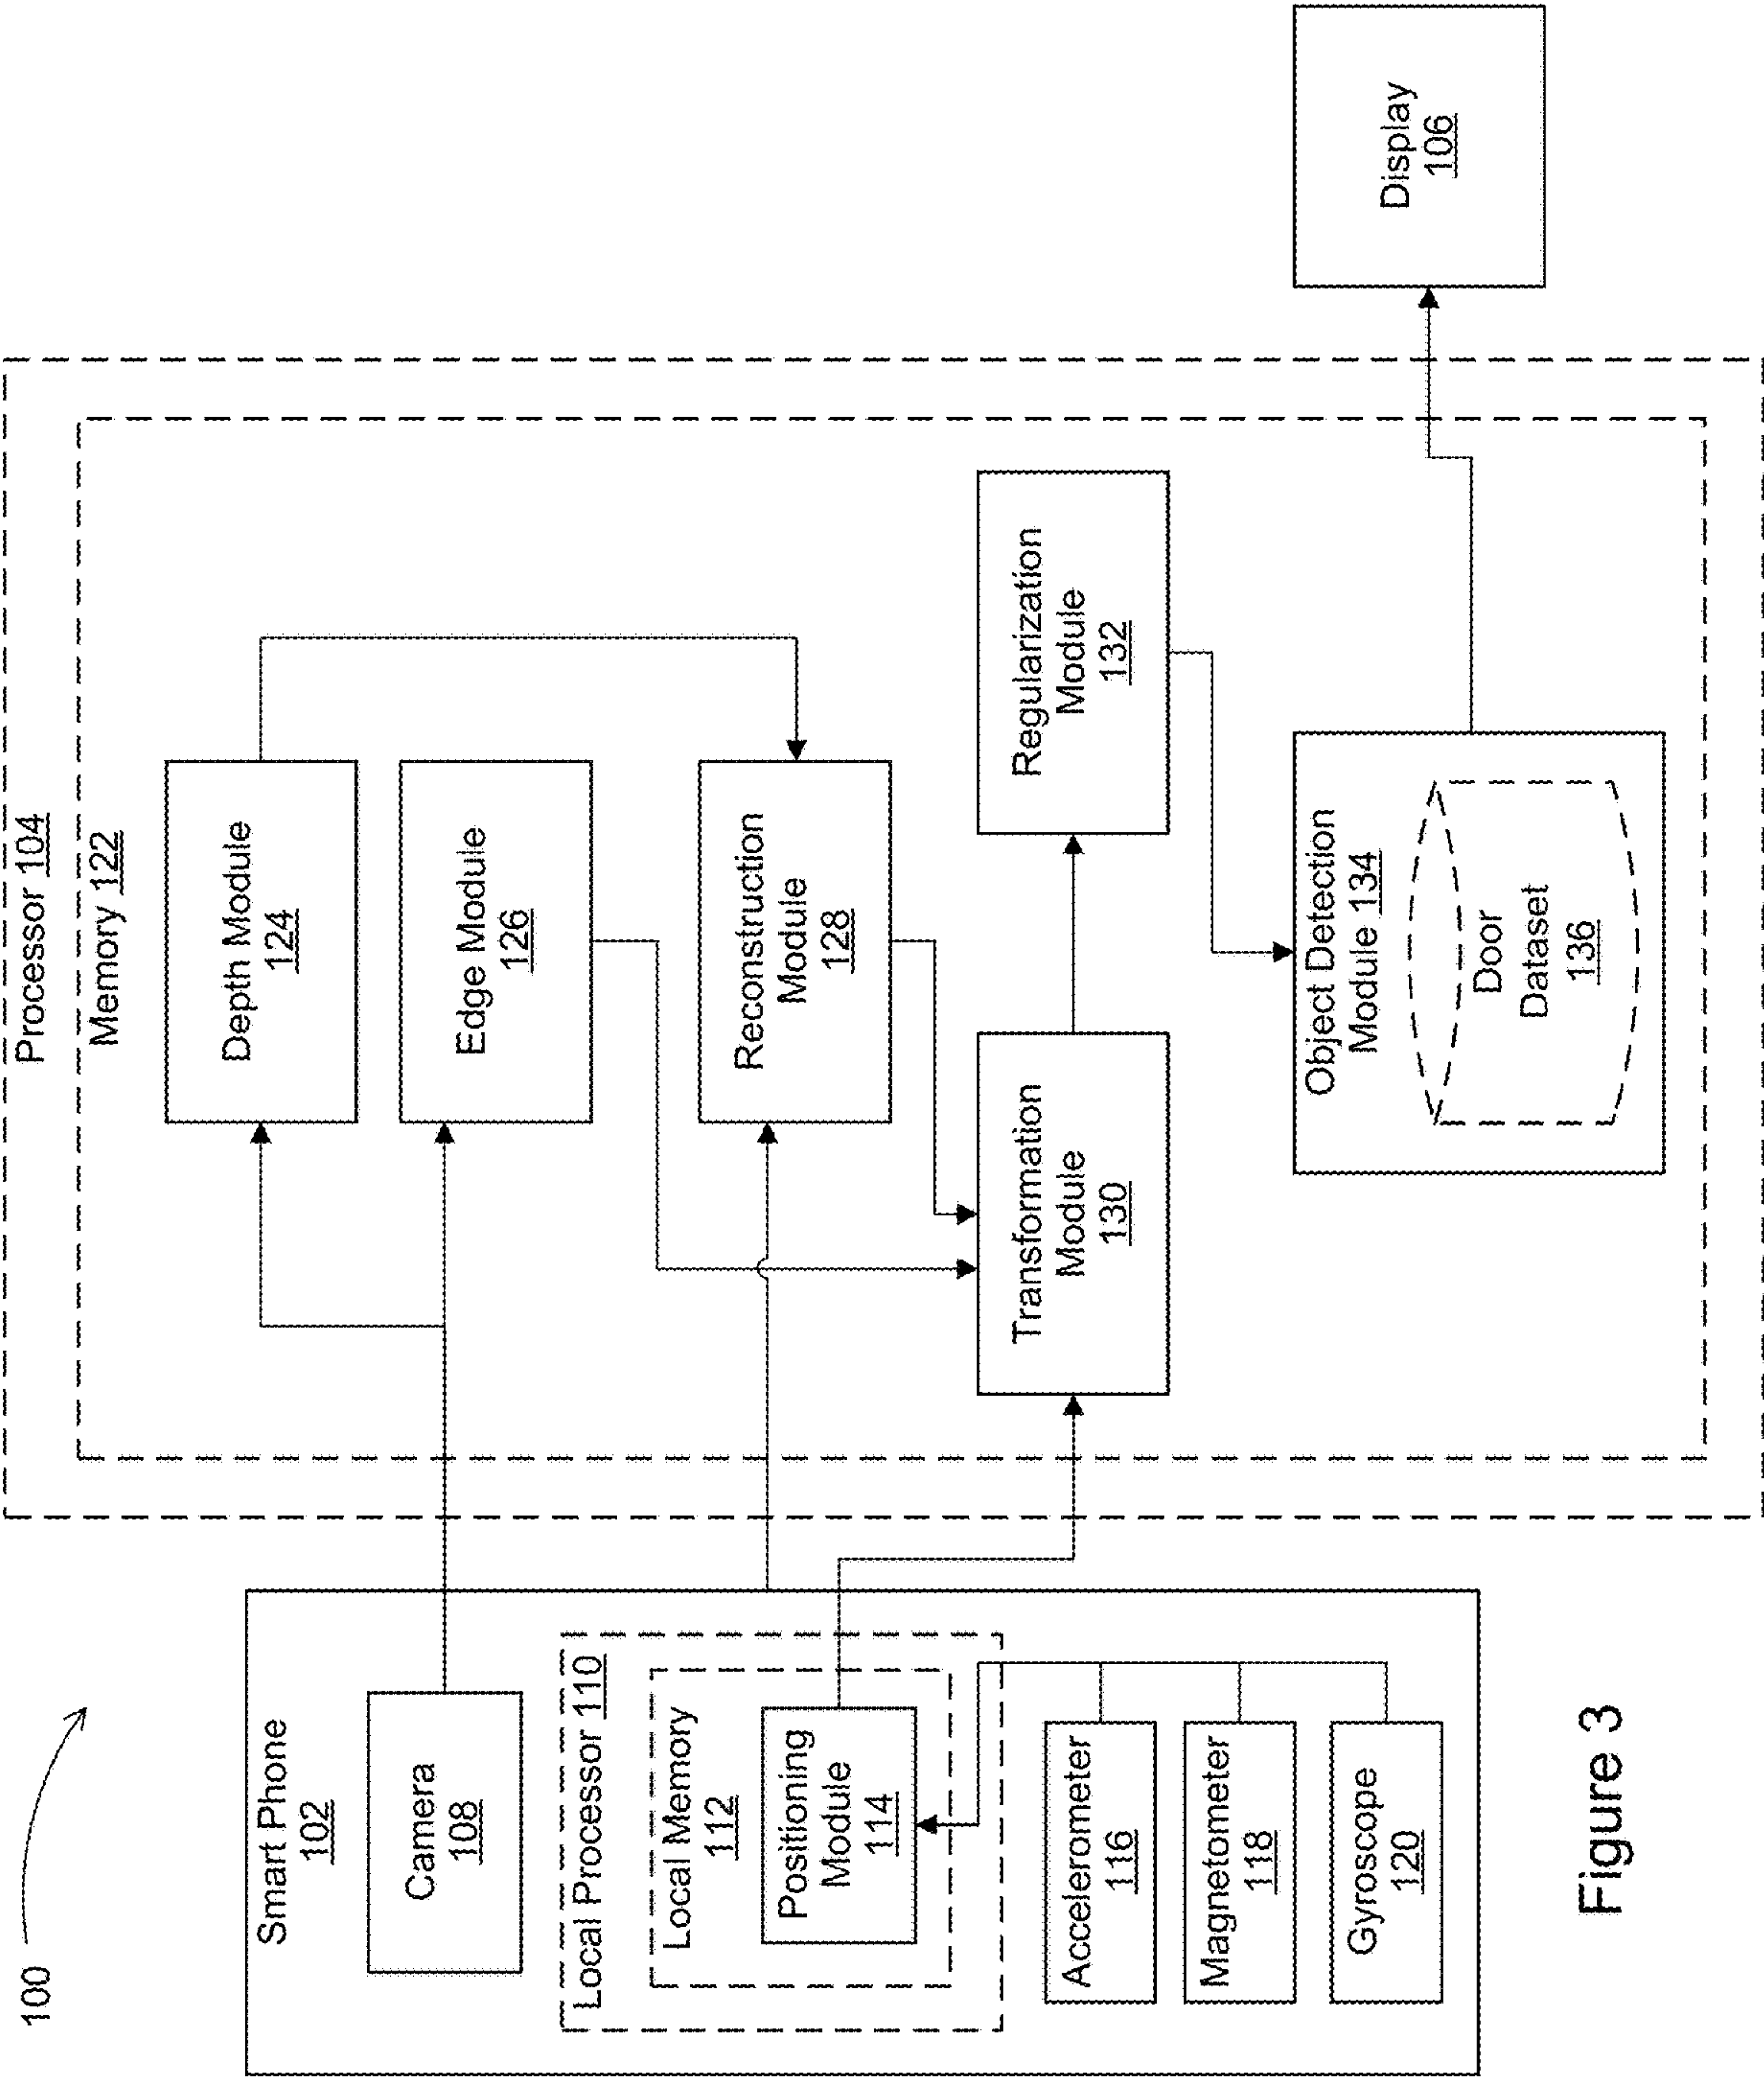 100
Smart Phone
102
Camera
108
Local Processor 110
Local Memory
112
Positioning
Module
114
Accelerometer
116
Magnetometer
118
Gyroscope
120
Processor 104
Memory 122
Depth Module
124
Edge Module
126
Reconstruction
Module
128
Transformation
Module
130
Regularization
Module
132
Object Detection
Module 134
Door
Dataset
136
Display
106
Figure 3